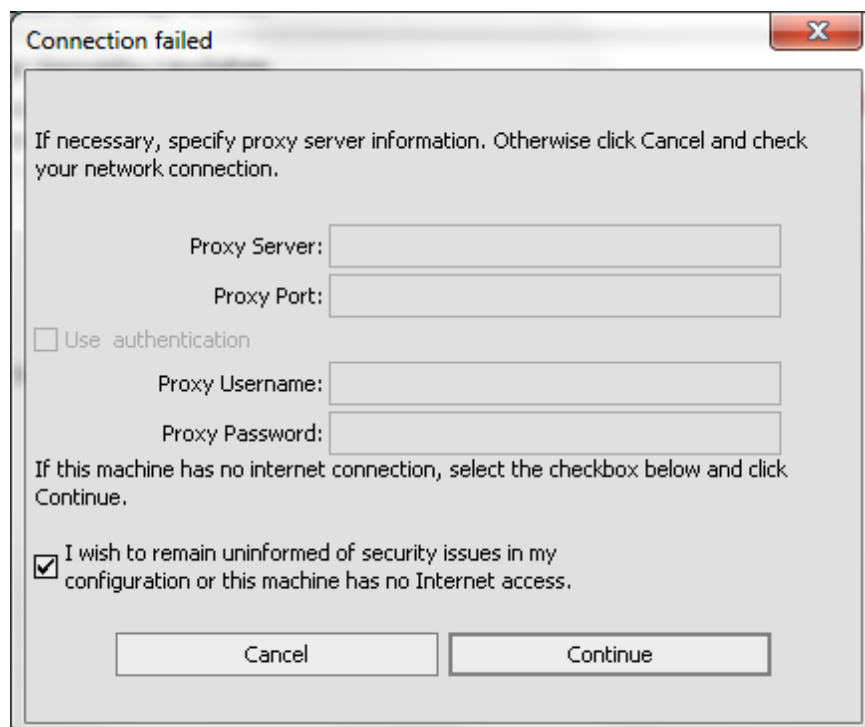 Connection failed
If necessary, specify proxy server information. Otherwise click Cancel and check
your network connection.
Proxy Server:
Proxy Port:
Use authentication
Proxy Username:
Proxy Password:
If this machine has no internet connection, select the checkbox below and click
Continue.
I wish to remain uninformed of security issues in my
configuration or this machine has no Internet access.
Cancel
Continue